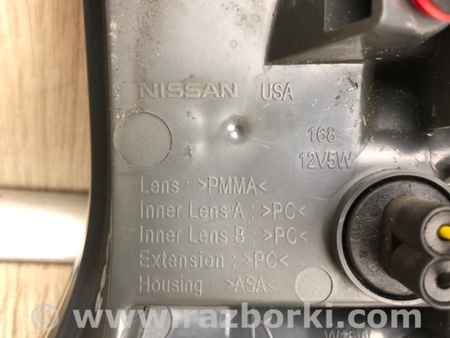 NISSAN USA
168
12V5W
Lens : >PMMA<
Inner Lens A : >PC<
Inner Lens B : >PC<
Extension : >PC<
Housing : >ASA<
www.razborki.com